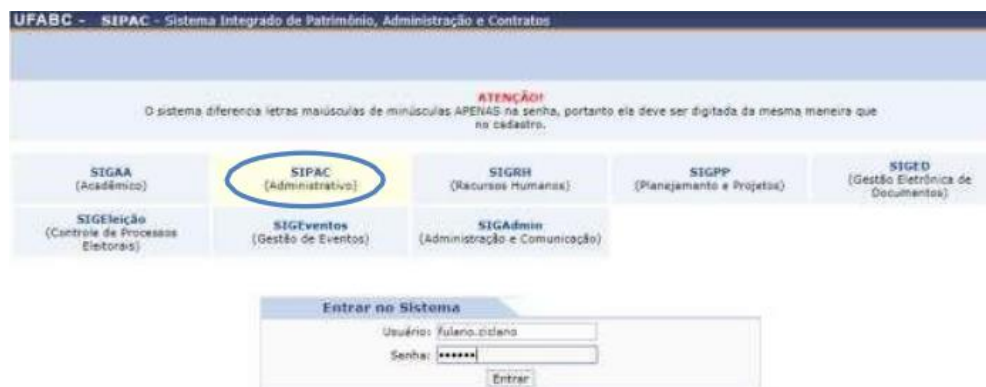 UFABC - SIPAC - Sistema Integrado de Patrimônio, Administração e Contratos
ATENÇÃO!
O sistema diferencia letras maiúsculas de minúsculas APENAS na senha, portanto ela deve ser digitada da mesma maneira que
no cadastro.
SIGAA
(Acadêmico)
SIPAC
(Administrativo)
SIGRH
(Recursos Humanos)
SIGPP
(Planejamento e Projetos)
SIGED
(Gestão Eletrônica de
Documentos)
SIGEleição
(Controle de Processos
Eleitorais)
SIGEventos
(Gestão de Eventos)
SIGAdmin
(Administração e Comunicação)
Entrar no Sistema
Usuário: fulano.ciclano
Senha: ••••••
Entrar